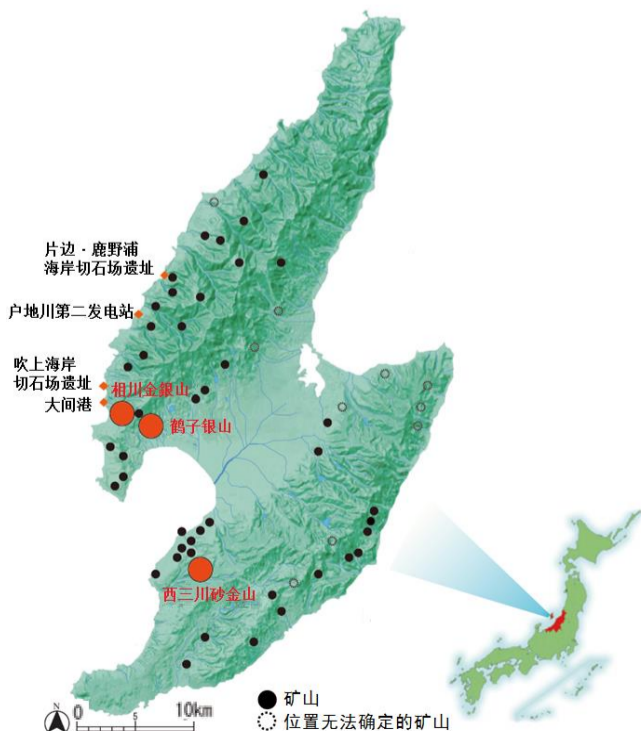 片边·鹿野浦
海岸切石场遗址
户地川第二发电站
吹上海岸
切石场遗址
相川金銀山
大间港
鹤子银山
西三川砂金山
矿山
位置无法确定的矿山
N
0 5 10km